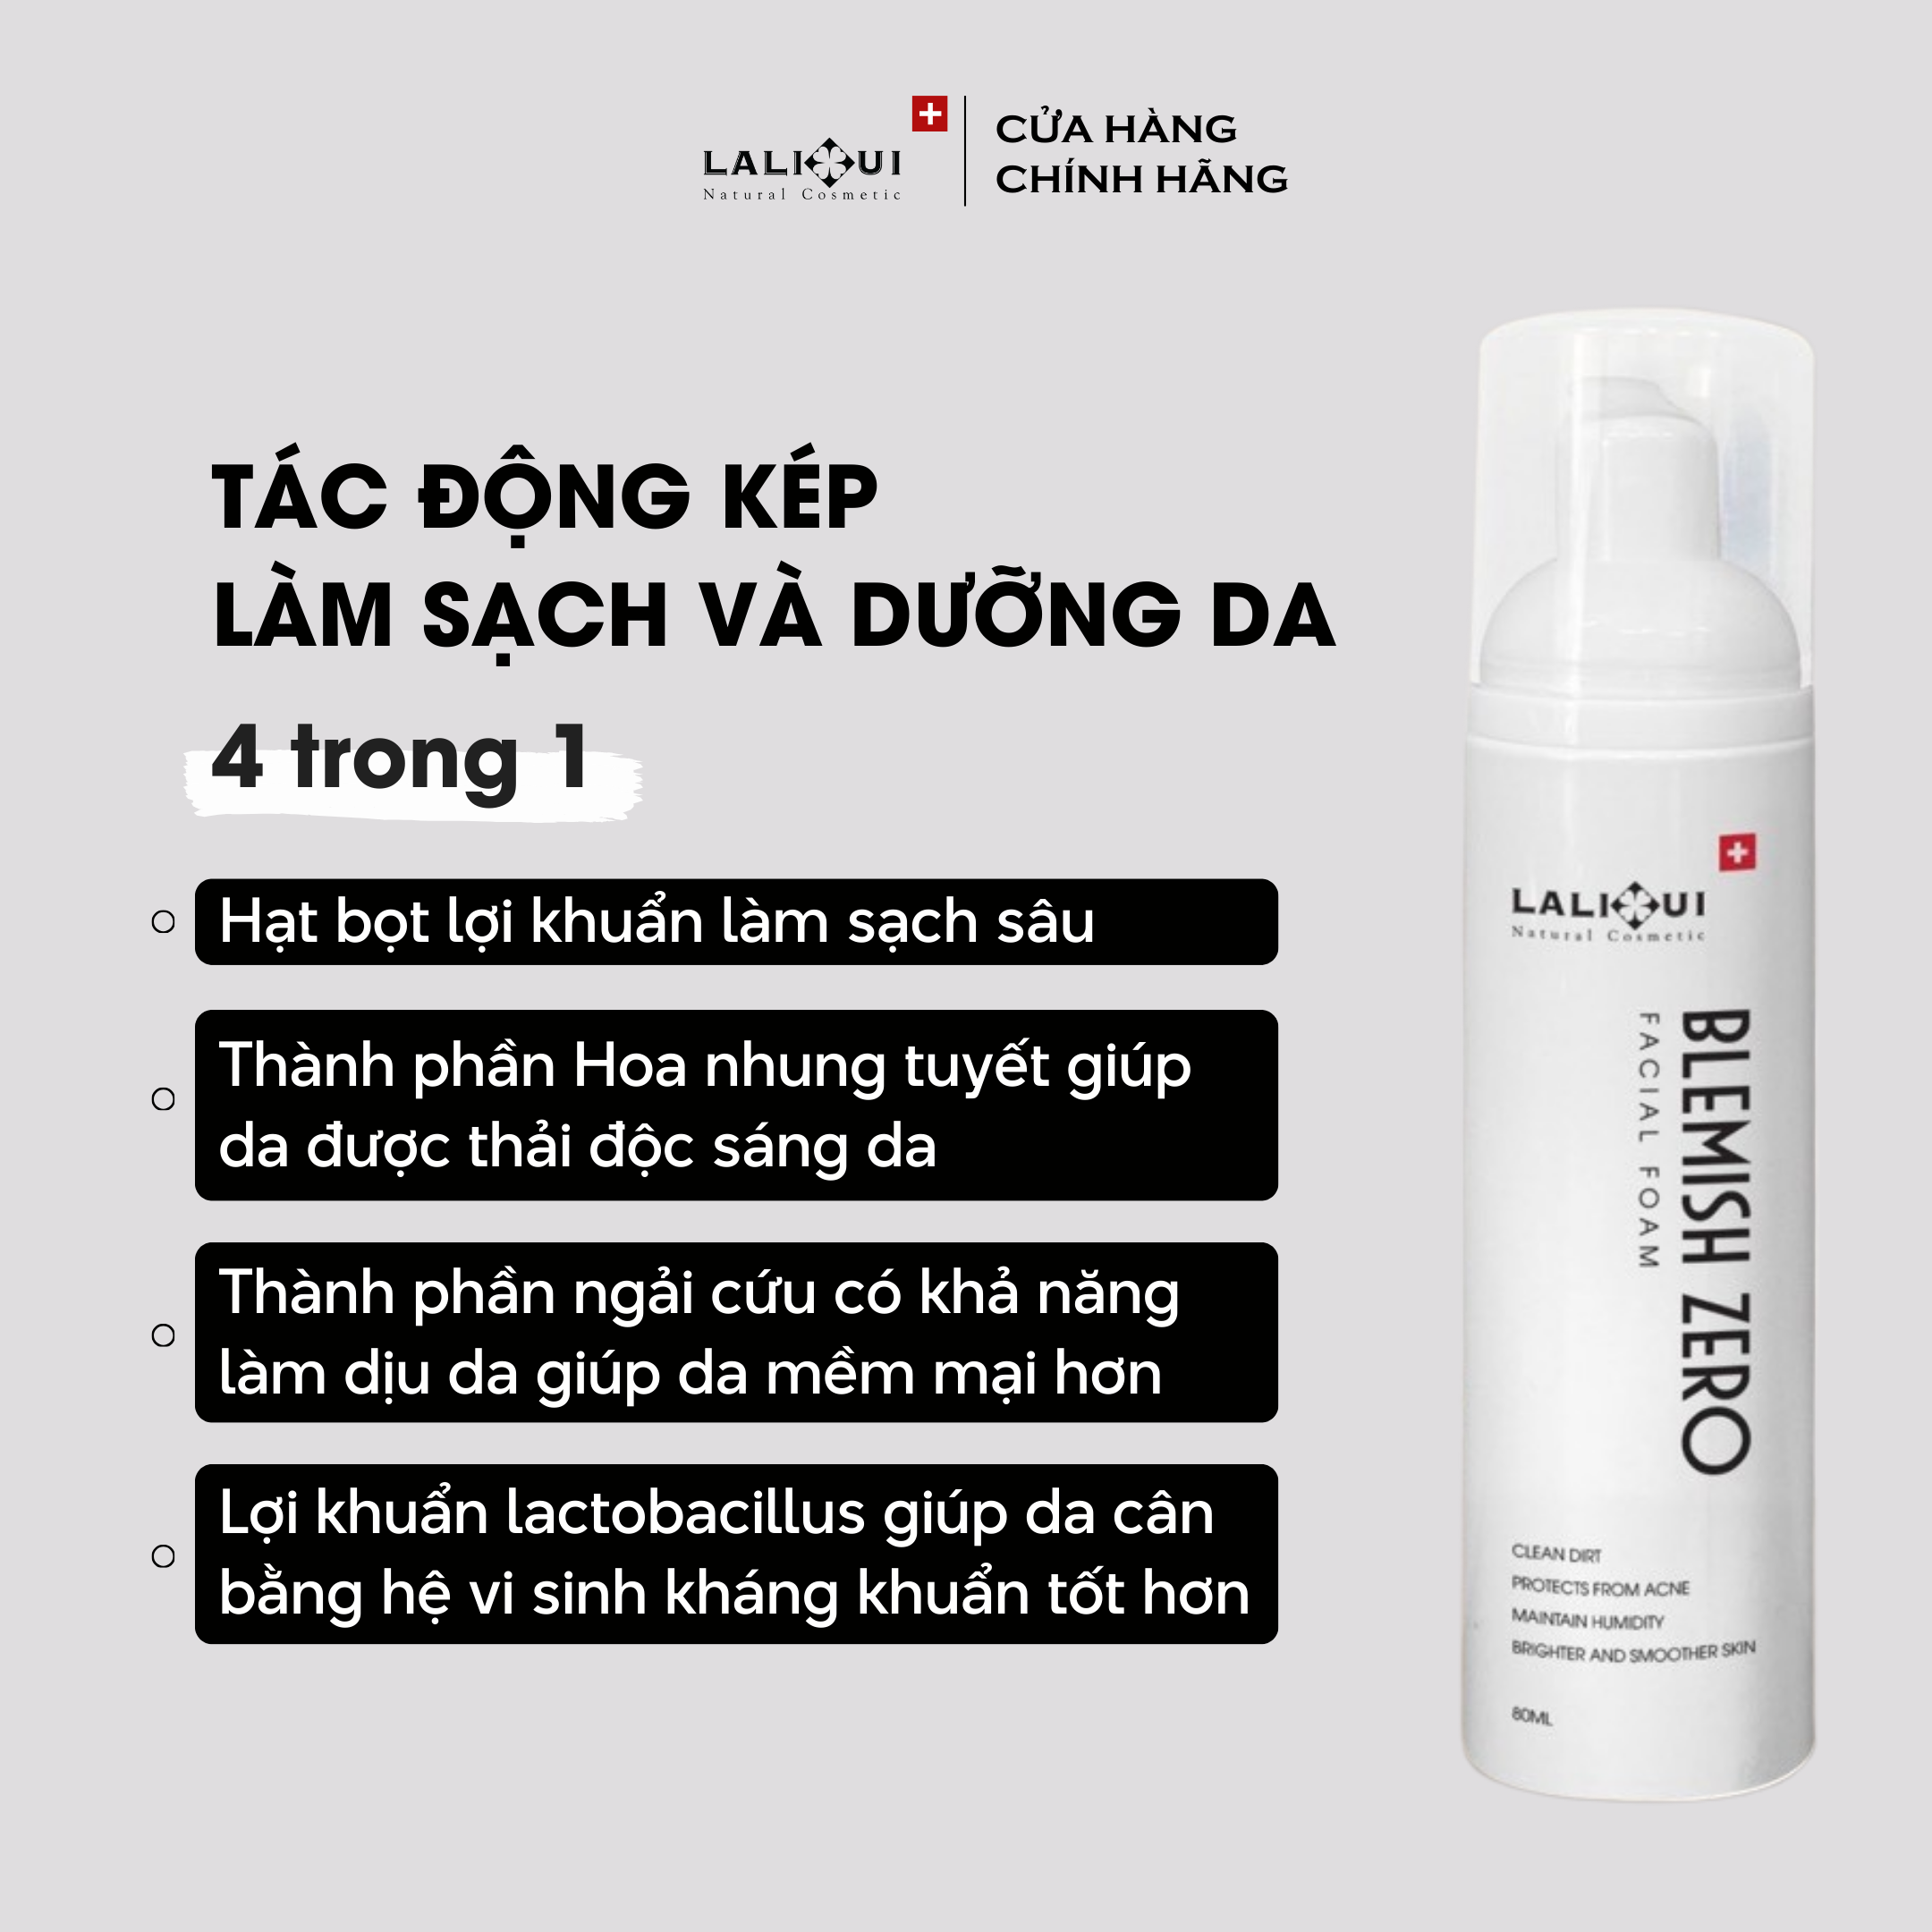 LALIQUI
Natural Cosmetic
CỬA HÀNG
CHÍNH HÃNG
TÁC ĐỘNG KÉP
LÀM SẠCH VÀ DƯỠNG DA
4 trong 1
Hạt bọt lợi khuẩn làm sạch sâu
Thành phần Hoa nhung tuyết giúp
da được thải độc sáng da
Thành phần ngải cứu có khả năng
làm dịu da giúp da mềm mại hơn
Lợi khuẩn lactobacillus giúp da cân
bằng hệ vi sinh kháng khuẩn tốt hơn
LALIQUI
Natural Cosmetic
BLEMISH ZERO
FACIAL FOAM
CLEAN DIRT
PROTECTS FROM ACNE
MAINTAIN HUMIDITY
BRIGHTER AND SMOOTHER SKIN
80ML